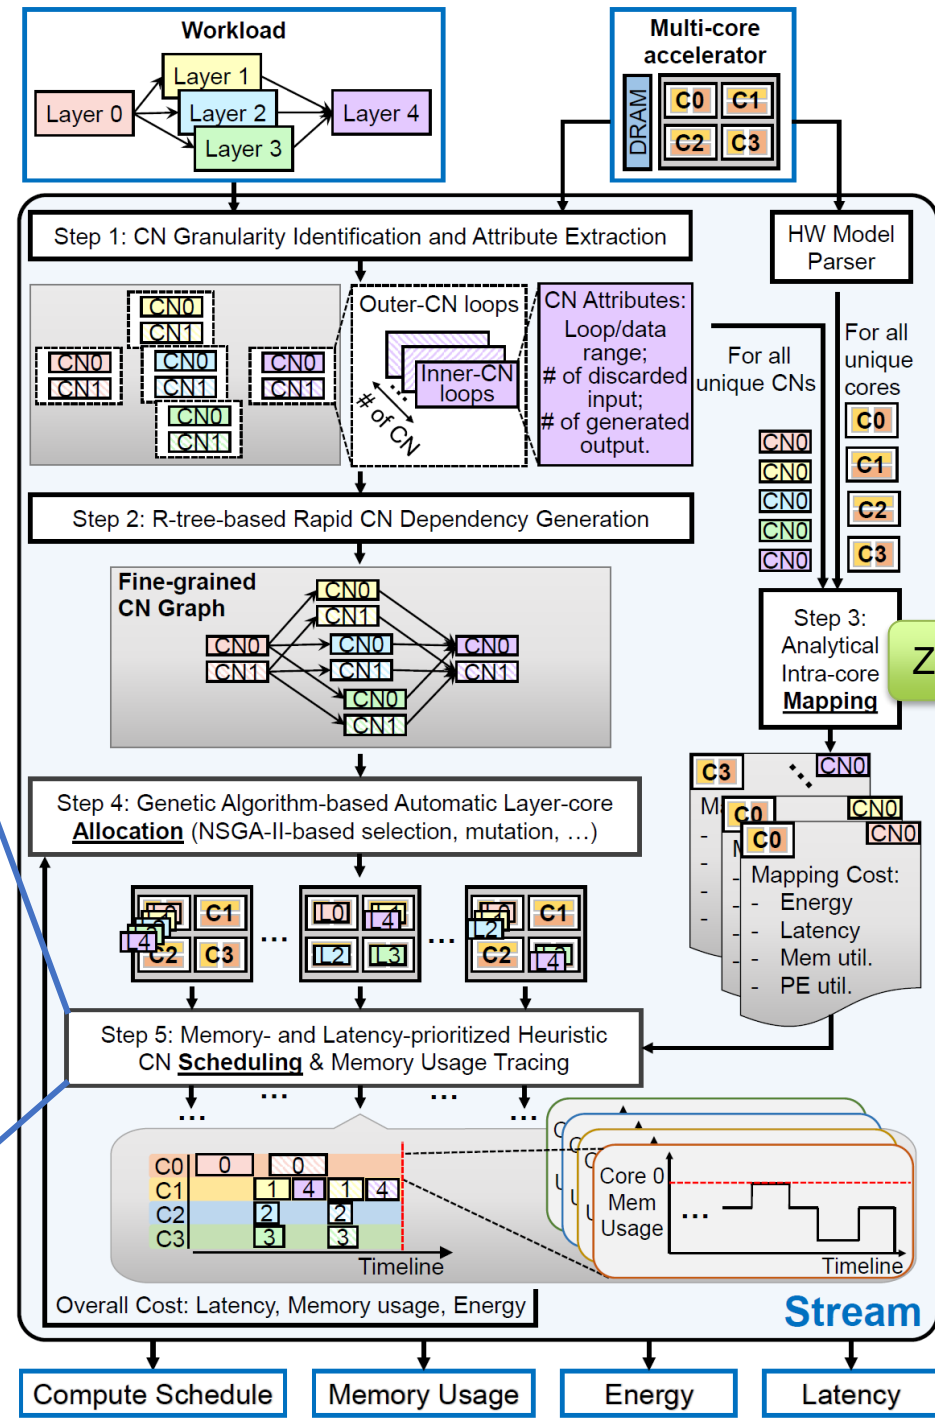 Workload
Layer 0
Layer 1
Layer 2
Layer 3
Layer 4
Multi-core
accelerator
DRAM
C0
C1
C2
C3
Step 1: CN Granularity Identification and Attribute Extraction
HW Model
Parser
CN0
CN1
CN0
CN1
CN0
CN1
CN0
CN1
CN0
CN1
Outer-CN loops
Inner-CN
loops
# of CN
CN Attributes:
Loop/data
range;
# of discarded
input;
# of generated
output.
For all
unique CNs
For all
unique
cores
CN0
CN0
CN0
CN0
CN0
C0
C1
C2
C3
Step 2: R-tree-based Rapid CN Dependency Generation
Fine-grained
CN Graph
CN0
CN1
CN0
CN1
CN0
CN1
CN0
CN1
CN0
CN1
Step 3:
Analytical
Intra-core
Mapping
Z
Step 4: Genetic Algorithm-based Automatic Layer-core
Allocation (NSGA-II-based selection, mutation, …)
C3
CN0
C0
CN0
C0
CN0
Mapping Cost:
- Energy
- Latency
- Mem util.
- PE util.
L4
C1
C2
C3
...
L0
L4
L2
L3
...
L2
C1
C2
L4
Step 5: Memory- and Latency-prioritized Heuristic
CN Scheduling & Memory Usage Tracing
... ... ... ...
C0
0
0
C1
1
4
1
4
C2
2
2
C3
3
3
Timeline
Core 0
Mem
Usage
...
Timeline
Overall Cost: Latency, Memory usage, Energy
Stream
Compute Schedule
Memory Usage
Energy
Latency